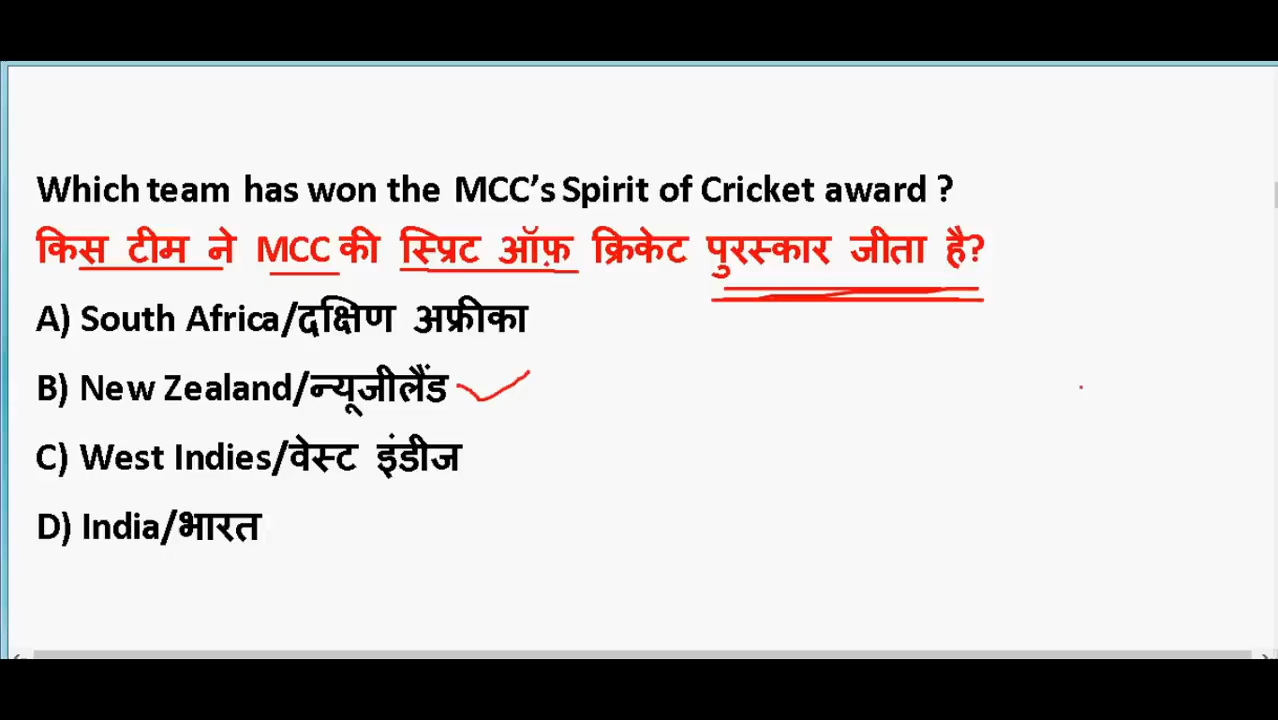 Which team has won the MCC’s Spirit of Cricket award ?
किस टीम ने MCC की स्प्रिट ऑफ़ क्रिकेट पुरस्कार जीता है?
A) South Africa/दक्षिण अफ्रीका
B) New Zealand/न्यूजीलैंड
C) West Indies/वेस्ट इंडीज
D) India/भारत